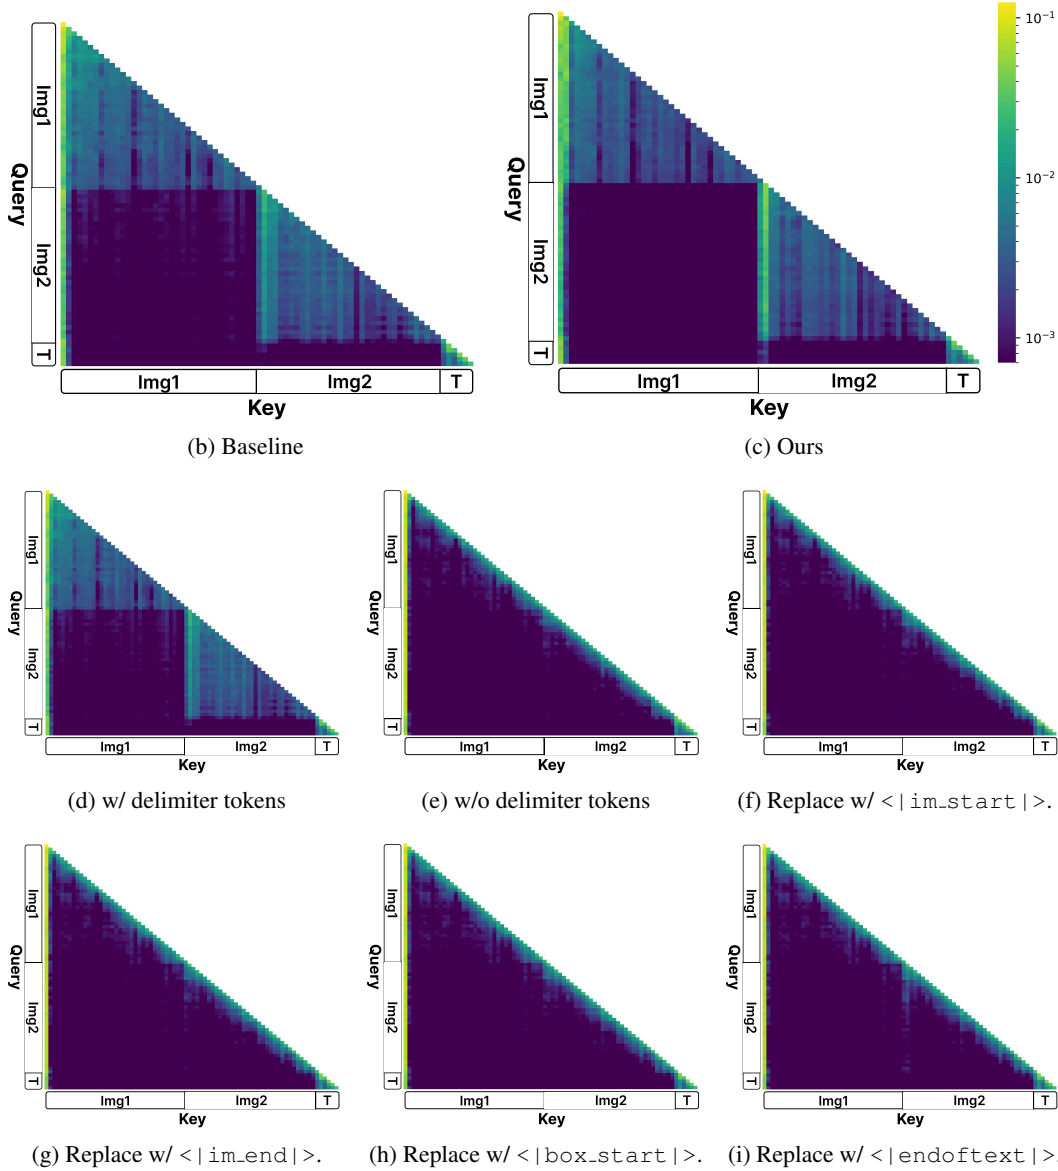 Img1
Img2
T
Query
Img1
Img2
T
Key
(b) Baseline
Img1
Img2
T
Query
Img1
Img2
T
Key
(c) Ours
10⁻¹
10⁻²
10⁻³
Img1
Img2
T
Query
Img1
Img2
T
Key
(d) w/ delimiter tokens
Img1
Img2
T
Query
Img1
Img2
T
Key
(e) w/o delimiter tokens
Img1
Img2
T
Query
Img1
Img2
T
Key
(f) Replace w/ <|im_start|>.
Img1
Img2
T
Query
Img1
Img2
T
Key
(g) Replace w/ <|im_end|>.
Img1
Img2
T
Query
Img1
Img2
T
Key
(h) Replace w/ <|box_start|>.
Img1
Img2
T
Query
Img1
Img2
T
Key
(i) Replace w/ <|endoftext|>